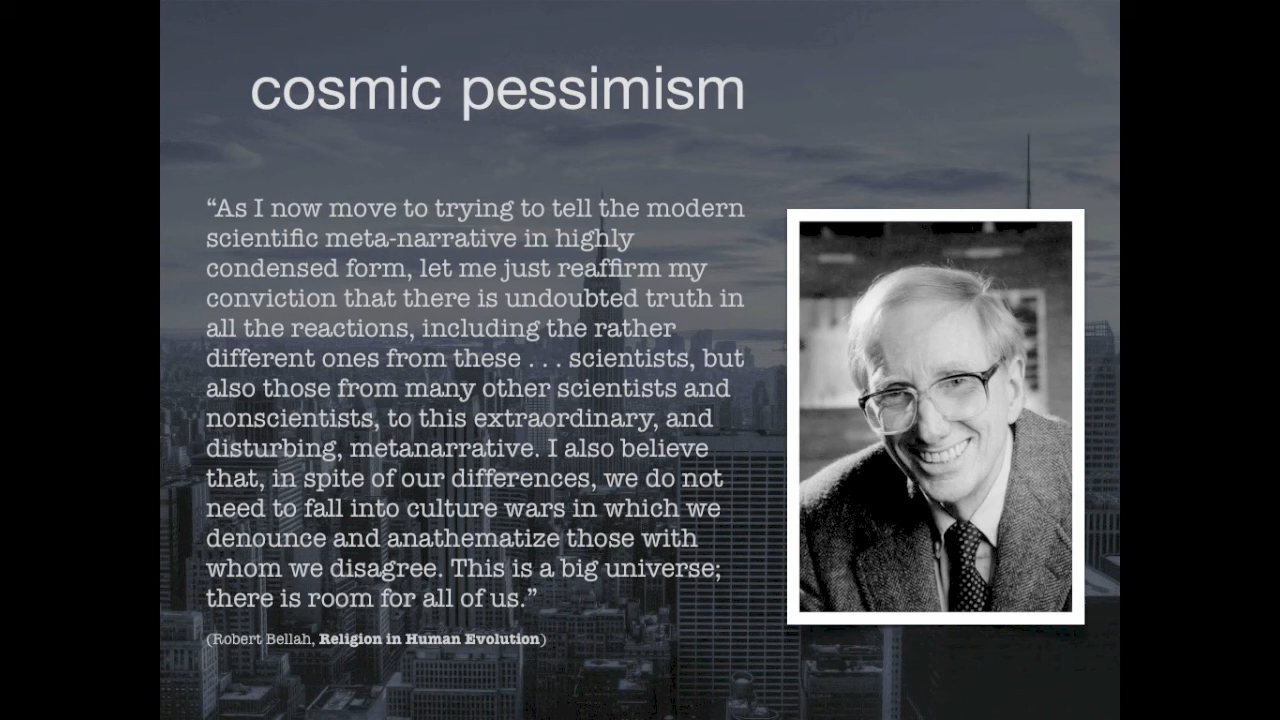 cosmic pessimism
“As I now move to trying to tell the modern
scientific meta-narrative in highly
condensed form, let me just reaffirm my
conviction that there is undoubted truth in
all the reactions, including the rather
different ones from these . . . scientists, but
also those from many other scientists and
nonscientists, to this extraordinary, and
disturbing, metanarrative. I also believe
that, in spite of our differences, we do not
need to fall into culture wars in which we
denounce and anathematize those with
whom we disagree. This is a big universe;
there is room for all of us.”
(Robert Bellah, Religion in Human Evolution)